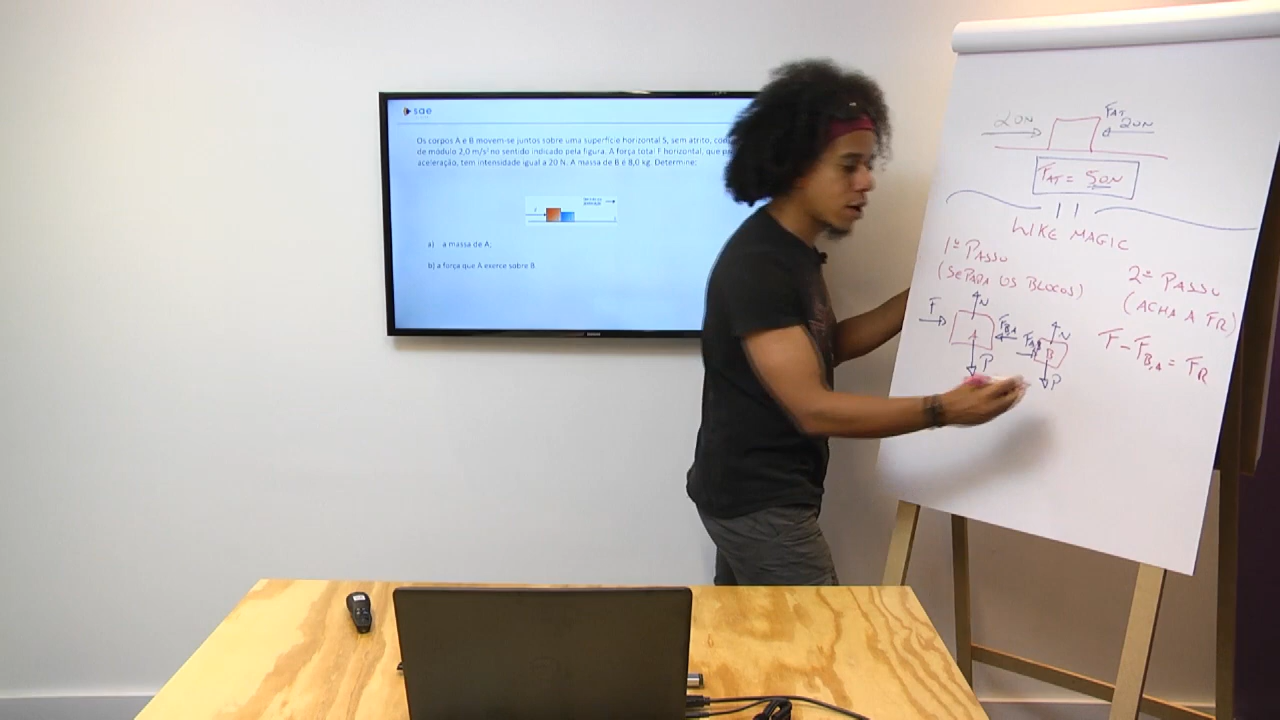 sae
Os corpos A e B movem-se juntos sobre uma superfície horizontal S, sem atrito, com
de módulo 2,0 m/s² no sentido indicado pela figura. A força total F horizontal, que
aceleração, tem intensidade igual a 20 N. A massa de B é 8,0 kg. Determine:
a) a massa de A,
b) a força que A exerce sobre B
20N
FAT
20N
FAT = 50N
LIKE MAGIC
1º PASSO
(SEPARA OS BLOCOS)
2º PASSO
(ACHA A FR)
F
N
A
P
FB,A
N
B
P
F - FB,A = FR